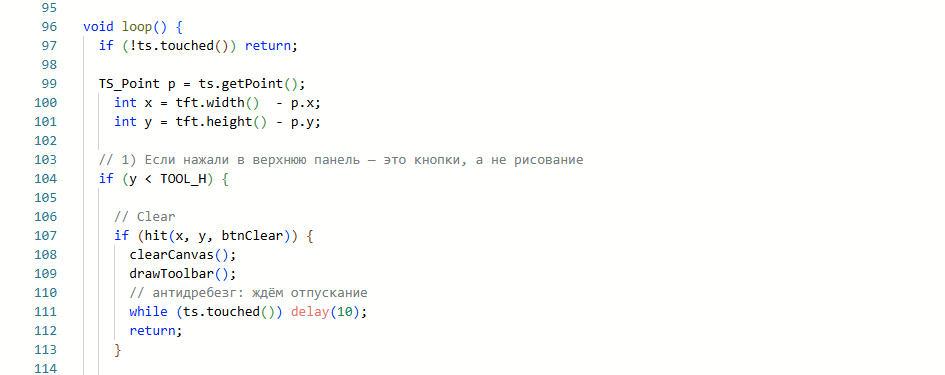 95
96 void loop() {
97 if (!ts.touched()) return;
98
99 TS_Point p = ts.getPoint();
100 int x = tft.width()  - p.x;
101 int y = tft.height() - p.y;
102
103 // 1) Если нажали в верхнюю панель — это кнопки, а не рисование
104 if (y < TOOL_H) {
105
106 // Clear
107 if (hit(x, y, btnClear)) {
108 clearCanvas();
109 drawToolbar();
110 // антидребезг: ждём отпускание
111 while (ts.touched()) delay(10);
112 return;
113 }
114